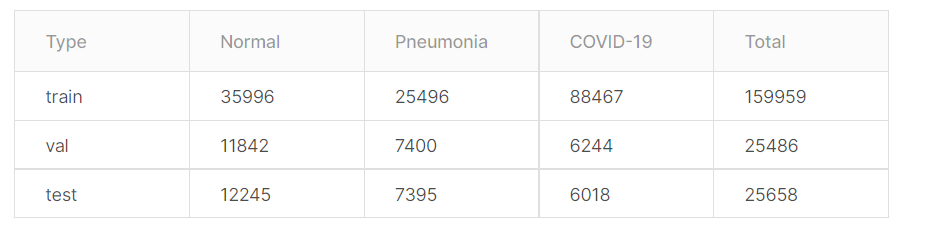 Type Normal Pneumonia COVID-19 Total
train 35996 25496 88467 159959
val 11842 7400 6244 25486
test 12245 7395 6018 25658